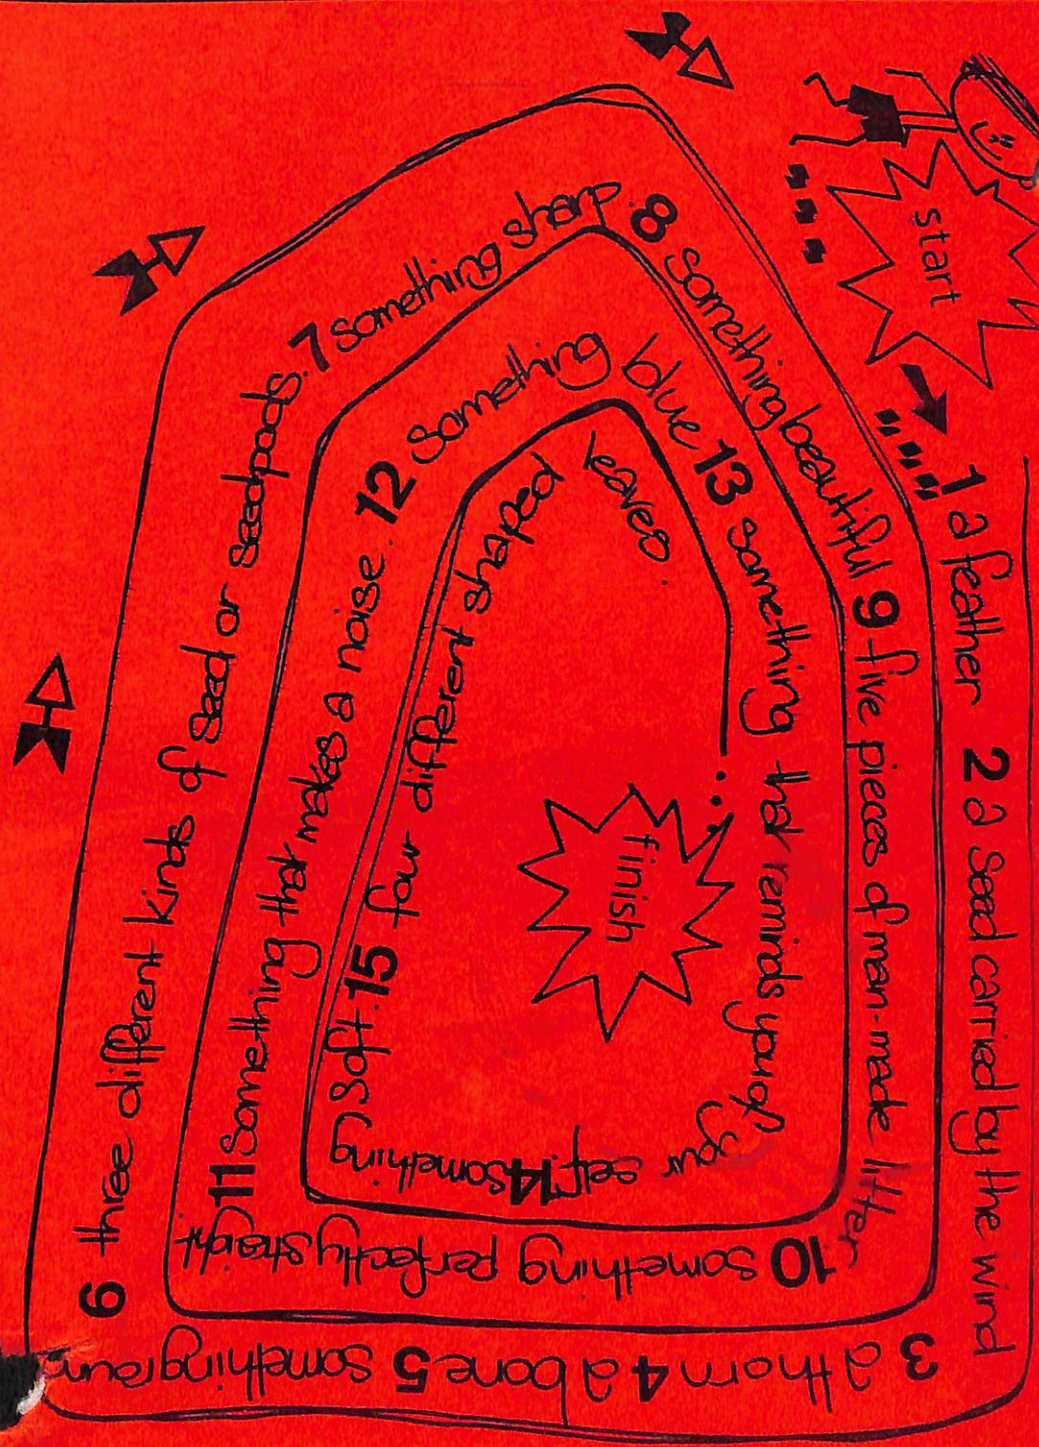 start
1 a feather
2 a seed carried by the wind
3 a thorn
4 a bone
5 something roun
6 three different kinds of seed or seedpods.
7 something sharp.
8 something beautiful
9 five pieces of man-made litter
10 something perfectly straight
11 something that makes a noise.
12 something blue
13 something that reminds you of your self.
14 something soft.
15 four different shaped leaves.
finish